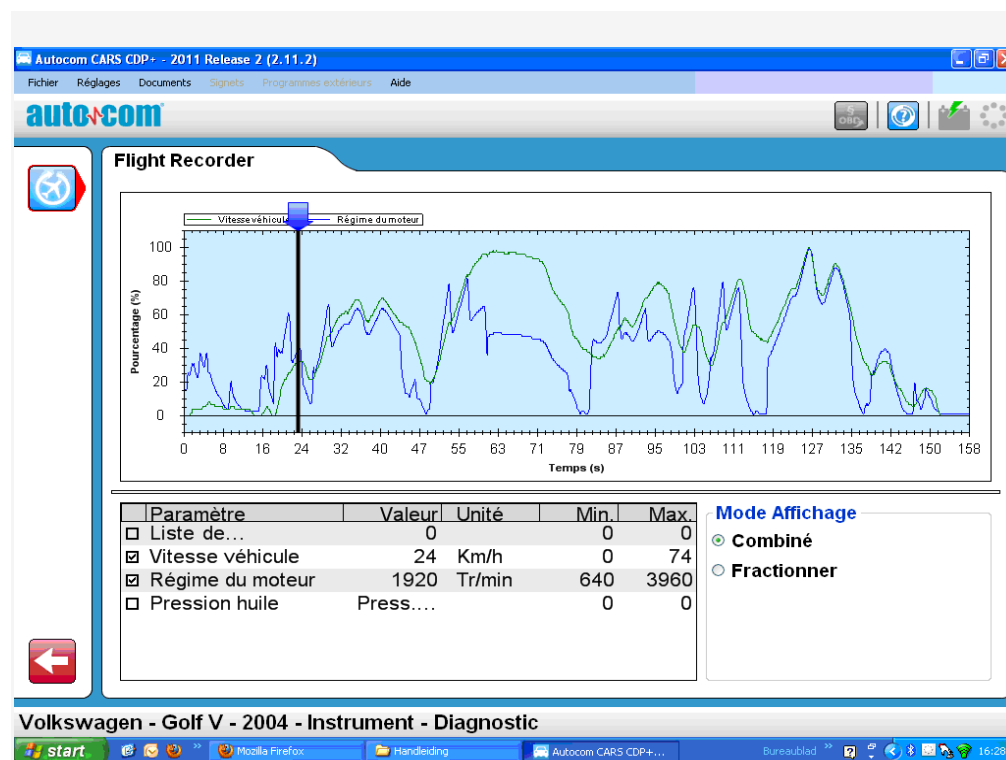 Autocom CARS CDP+ - 2011 Release 2 (2.11.2)
Fichier Réglages Documents Signets Programmes extérieurs Aide
autocom
OBD
Flight Recorder
Vitesse véhicule Régime du moteur
Pourcentage (%)
100
80
60
40
20
0
0 8 16 24 32 40 47 55 63 71 79 87 95 103 111 119 127 135 142 150 158
Temps (s)
Paramètre Valeur Unité Min. Max.
Liste de... 0 0 0
Vitesse véhicule 24 Km/h 0 74
Régime du moteur 1920 Tr/min 640 3960
Pression huile Press.... 0 0
Mode Affichage
Combiné
Fractionner
Volkswagen - Golf V - 2004 - Instrument - Diagnostic
start Mozilla Firefox Handleiding Autocom CARS CDP+... Bureaublad 16:28